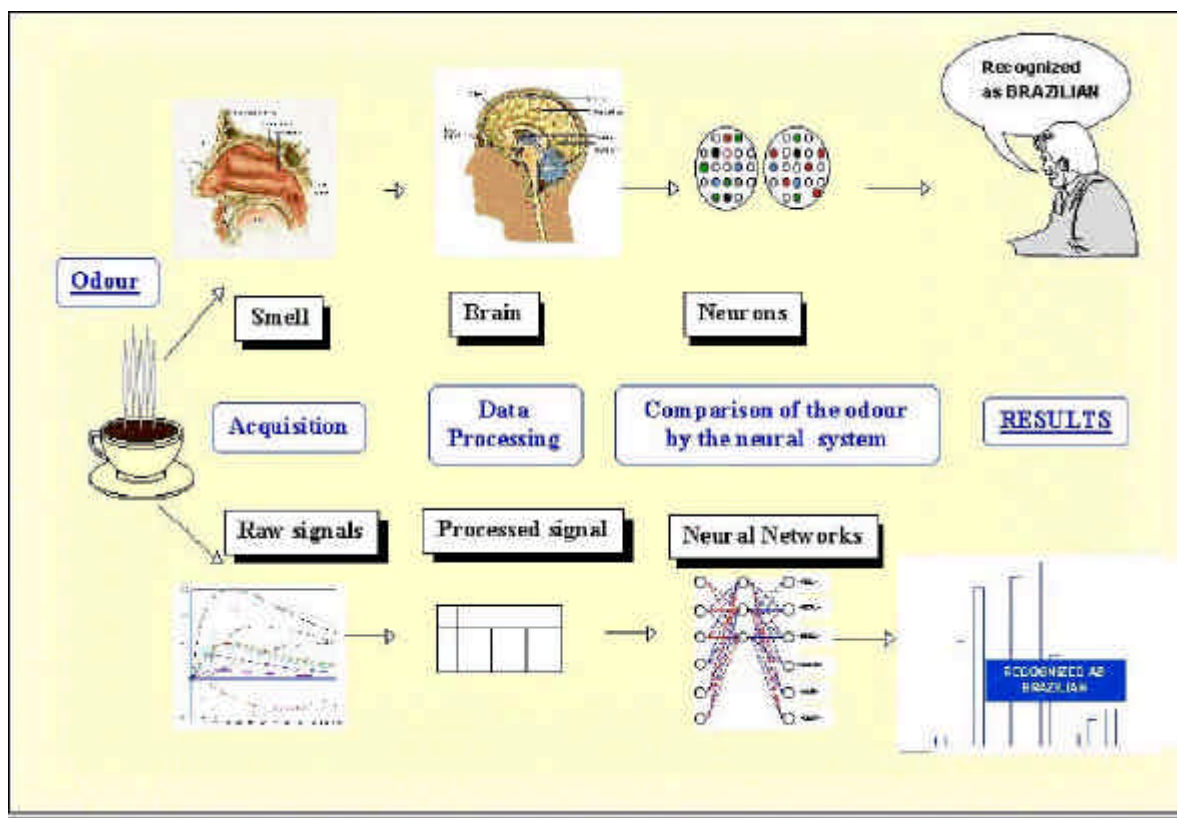 Recognized
as BRAZILIAN
Odour
Smell
Brain
Neurons
Acquisition
Data
Processing
Comparison of the odour
by the neural system
RESULTS
Raw signals
Processed signal
Neural Networks
RECOGNIZED AS
BRAZILIAN